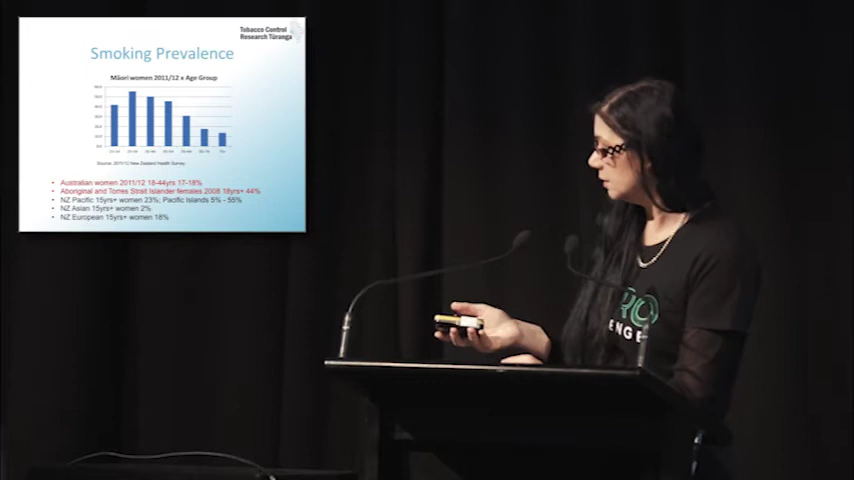 Tobacco Control
Research Tūranga
Smoking Prevalence
Māori women 2011/12 x Age Group
Source: 2011/12 New Zealand Health Survey
• Australian women 2011/12 18-44yrs 17-18%
• Aboriginal and Torres Strait Islander females 2008 18yrs+ 44%
• NZ Pacific 15yrs+ women 23%; Pacific Islands 5% - 55%
• NZ Asian 15yrs+ women 2%
• NZ European 15yrs+ women 18%
ENGE